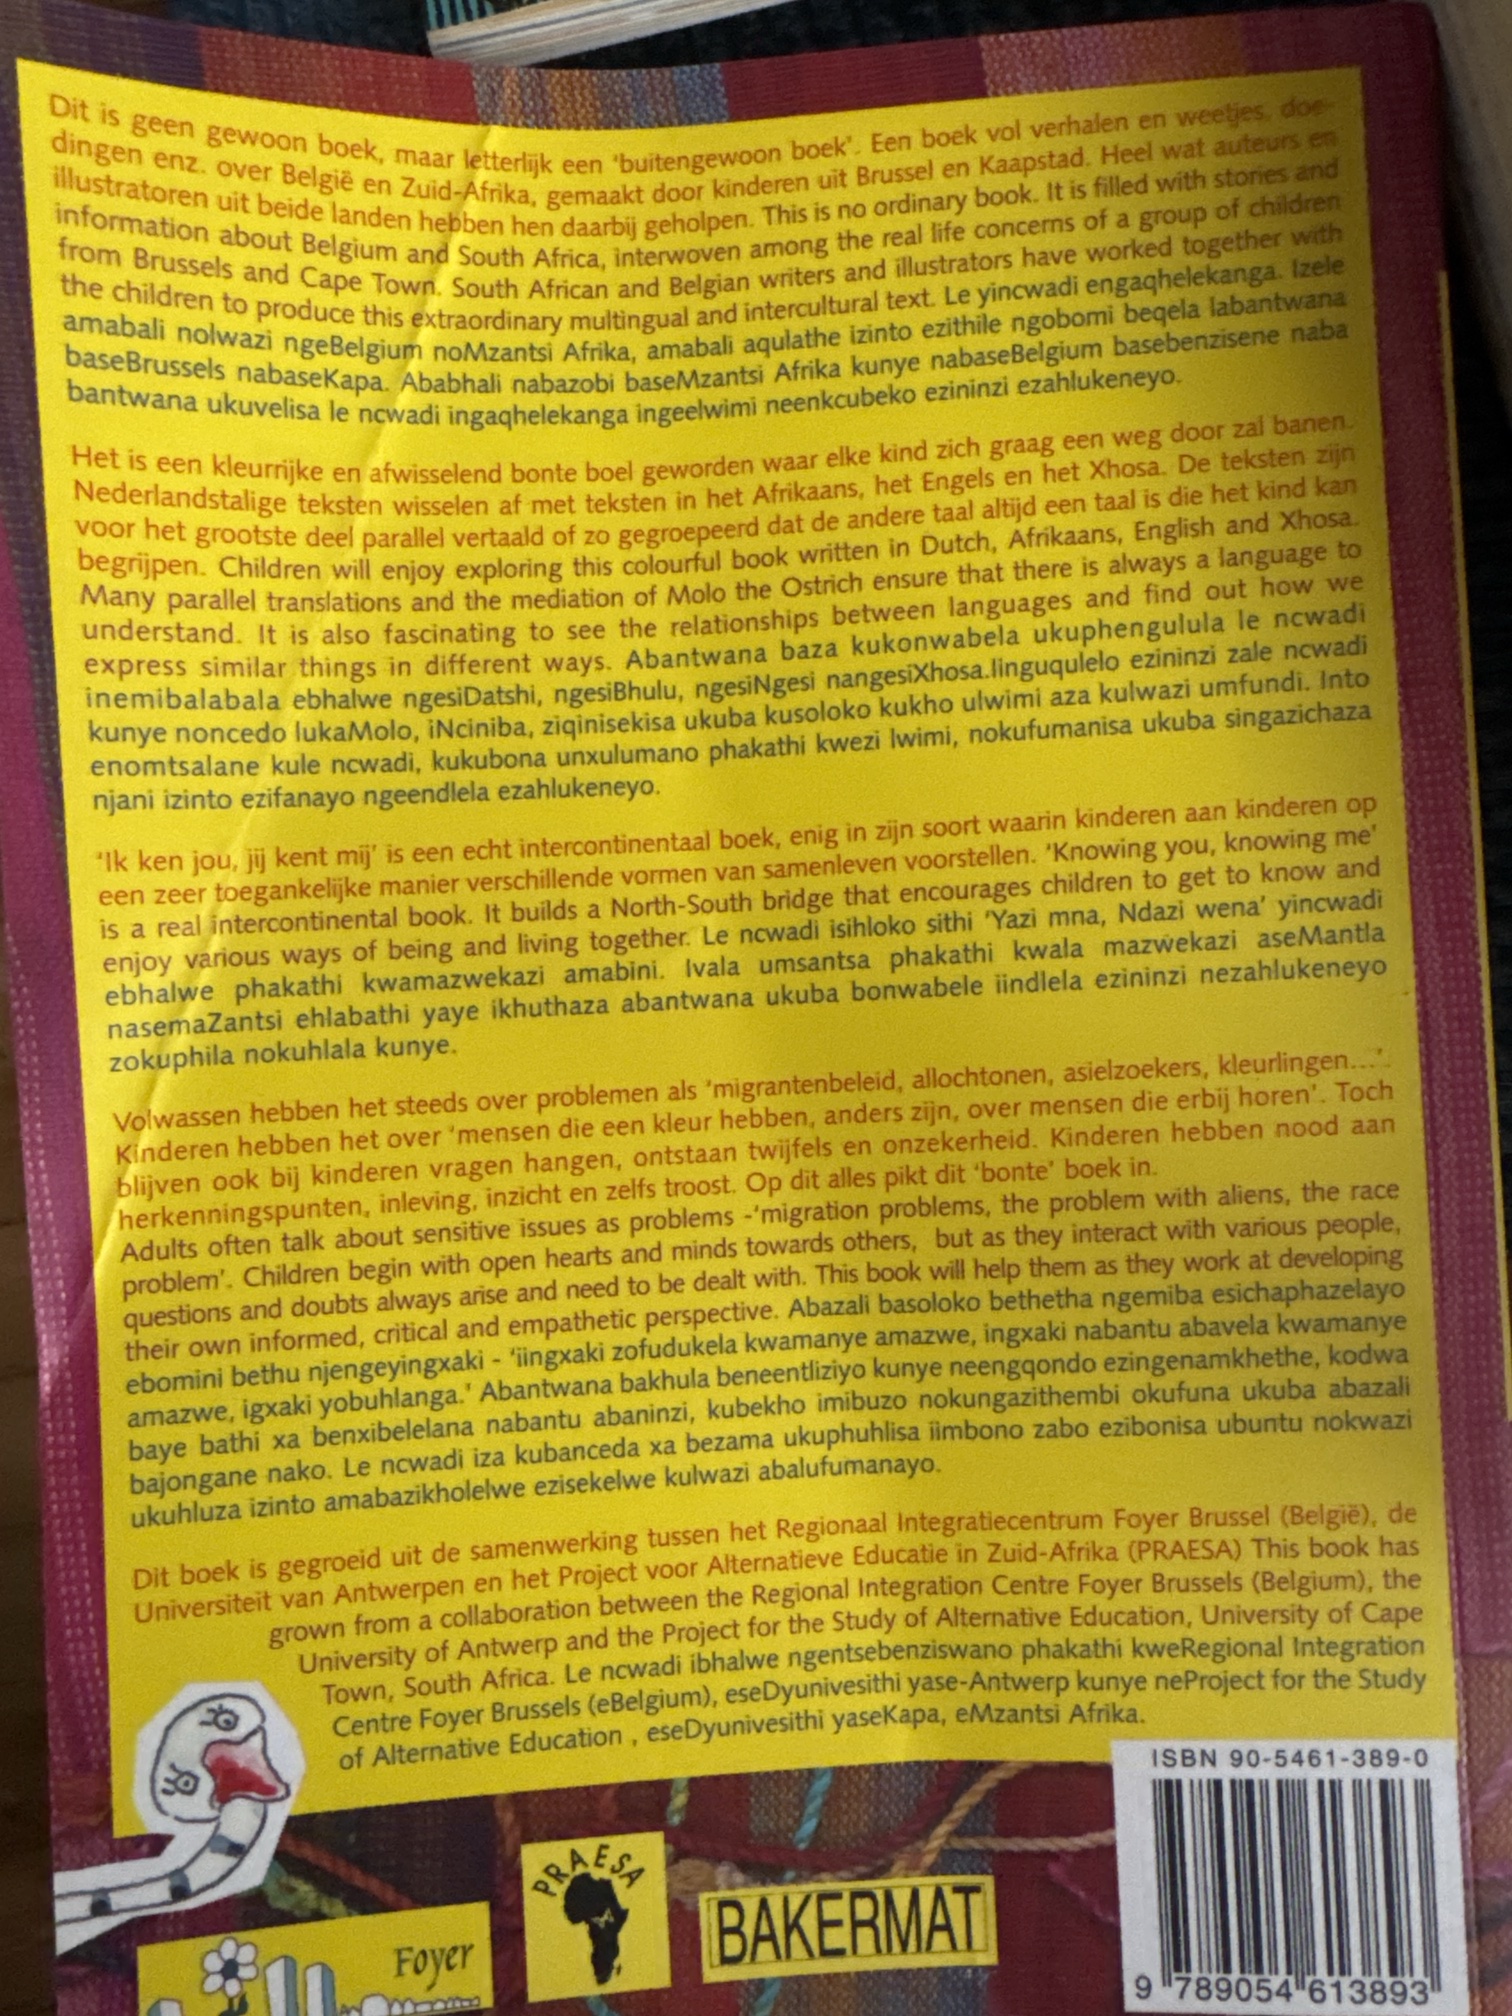 Dit is geen gewoon boek, maar letterlijk een 'buitengewoon boek'. Een boek vol verhalen en weetjes, doe-
dingen enz. over België en Zuid-Afrika, gemaakt door kinderen uit Brussel en Kaapstad. Heel wat auteurs en
illustratoren uit beide landen hebben hen daarbij geholpen. This is no ordinary book. It is filled with stories and
information about Belgium and South Africa, interwoven among the real life concerns of a group of children
from Brussels and Cape Town. South African and Belgian writers and illustrators have worked together with
the children to produce this extraordinary multingual and intercultural text. Le yincwadi engaqhelekanga. Izele
amabali nolwazi ngeBelgium noMzantsi Afrika, amabali aqulathe izinto ezithile ngobomi beqela labantwana
baseBrussels nabaseKapa. Ababhali nabazobi baseMzantsi Afrika kunye nabaseBelgium basebenzisene naba
bantwana ukuvelisa le ncwadi ingaqhelekanga ingeelwimi neenkcubeko ezininzi ezahlukeneyo.
Het is een kleurrijke en afwisselend bonte boel geworden waar elke kind zich graag een weg door zal banen.
Nederlandstalige teksten wisselen af met teksten in het Afrikaans, het Engels en het Xhosa. De teksten zijn
voor het grootste deel parallel vertaald of zo gegroepeerd dat de andere taal altijd een taal is die het kind kan
begrijpen. Children will enjoy exploring this colourful book written in Dutch, Afrikaans, English and Xhosa.
Many parallel translations and the mediation of Molo the Ostrich ensure that there is always a language to
understand. It is also fascinating to see the relationships between languages and find out how we
express similar things in different ways. Abantwana baza kukonwabela ukuphengulula le ncwadi
inemibalabala ebhalwe ngesiDatshi, ngesiBhulu, ngesiNgesi nangesiXhosa.Iinguqulelo ezininzi zale ncwadi
kunye noncedo lukaMolo, iNciniba, ziqinisekisa ukuba kusoloko kukho ulwimi aza kulwazi umfundi. Into
enomtsalane kule ncwadi, kukubona unxulumano phakathi kwezi lwimi, nokufumanisa ukuba singazichaza
njani izinto ezifanayo ngeendlela ezahlukeneyo.
'Ik ken jou, jij kent mij' is een echt intercontinentaal boek, enig in zijn soort waarin kinderen aan kinderen op
een zeer toegankelijke manier verschillende vormen van samenleven voorstellen. 'Knowing you, knowing me'
is a real intercontinental book. It builds a North-South bridge that encourages children to get to know and
enjoy various ways of being and living together. Le ncwadi isihloko sithi 'Yazi mna, Ndazi wena' yincwadi
ebhalwe phakathi kwamazwekazi amabini. Ivala umsantsa phakathi kwala mazwekazi aseMantla
nasemaZantsi ehlabathi yaye ikhuthaza abantwana ukuba bonwabele iindlela ezininzi nezahlukeneyo
zokuphila nokuhlala kunye.
Volwassen hebben het steeds over problemen als 'migrantenbeleid, allochtonen, asielzoekers, kleurlingen...'.
Kinderen hebben het over 'mensen die een kleur hebben, anders zijn, over mensen die erbij horen'. Toch
blijven ook bij kinderen vragen hangen, ontstaan twijfels en onzekerheid. Kinderen hebben nood aan
herkenningspunten, inleving, inzicht en zelfs troost. Op dit alles pikt dit 'bonte' boek in.
Adults often talk about sensitive issues as problems -'migration problems, the problem with aliens, the race
problem'. Children begin with open hearts and minds towards others, but as they interact with various people,
questions and doubts always arise and need to be dealt with. This book will help them as they work at developing
their own informed, critical and empathetic perspective. Abazali basoloko bethetha ngemiba esichaphazelayo
ebomini bethu njengeyingxaki - 'iingxaki zofudukela kwamanye amazwe, ingxaki nabantu abavela kwamanye
amazwe, igxaki yobuhlanga.' Abantwana bakhula beneentliziyo kunye neengqondo ezingenamkhethe, kodwa
baye bathi xa benxibelelana nabantu abaninzi, kubekho imibuzo nokungazithembi okufuna ukuba abazali
bajongane nako. Le ncwadi iza kubanceda xa bezama ukuphuhlisa iimbono zabo ezibonisa ubuntu nokwazi
ukuhluza izinto amabazikholelwe ezisekelwe kulwazi abalufumanayo.
Dit boek is gegroeid uit de samenwerking tussen het Regionaal Integratiecentrum Foyer Brussel (België), de
Universiteit van Antwerpen en het Project voor Alternatieve Educatie in Zuid-Afrika (PRAESA) This book has
grown from a collaboration between the Regional Integration Centre Foyer Brussels (Belgium), the
University of Antwerp and the Project for the Study of Alternative Education, University of Cape
Town, South Africa. Le ncwadi ibhalwe ngentsebenziswano phakathi kweRegional Integration
Centre Foyer Brussels (eBelgium), eseDyunivesithi yase-Antwerp kunye neProject for the Study
of Alternative Education , eseDyunivesithi yaseKapa, eMzantsi Afrika.
ISBN 90-5461-389-0
PRAESA
BAKERMAT
Foyer
9 789054 613893